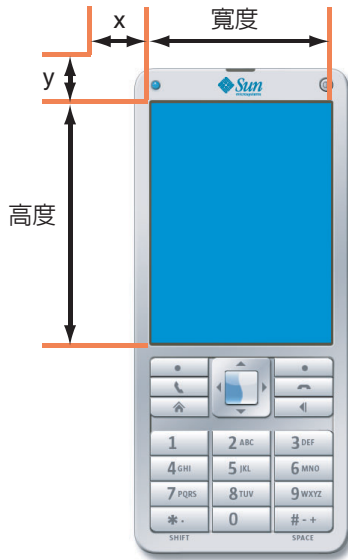 x
寬度
y
Sun
microsystems
高度
1
2 ABC
3 DEF
4 GHI
5 JKL
6 MNO
7 PQRS
8 TUV
9 WXYZ
* .
0
# - +
SHIFT
SPACE